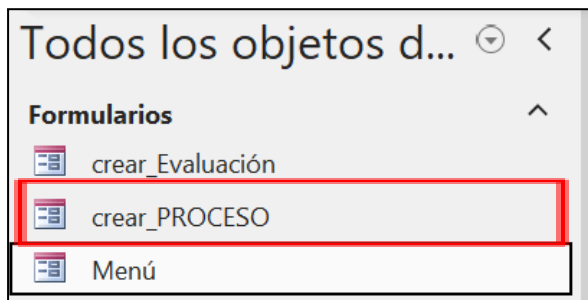 Todos los objetos d...
Formularios
crear_Evaluación
crear_PROCESO
Menú